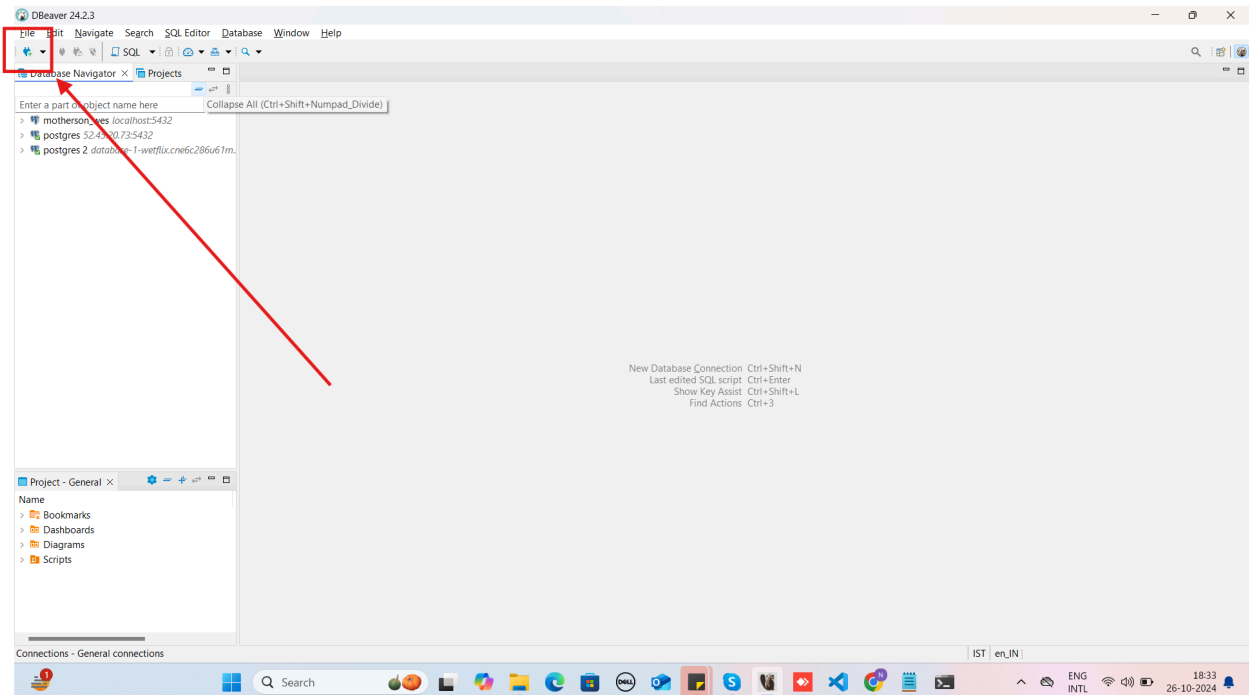 DBeaver 24.2.3
File Edit Navigate Search SQL Editor Database Window Help
SQL
Database Navigator Projects
Enter a part of object name here
Collapse All (Ctrl+Shift+Numpad_Divide)
motherson_wes localhost:5432
postgres
postgres 2
New Database Connection Ctrl+Shift+N
Last edited SQL script Ctrl+Enter
Show Key Assist Ctrl+Shift+L
Find Actions Ctrl+3
Project - General
Name
Bookmarks
Dashboards
Diagrams
Scripts
Connections - General connections
IST en_IN
1
Search
DELL
S
N
ENG
INTL
18:33
26-10-2024